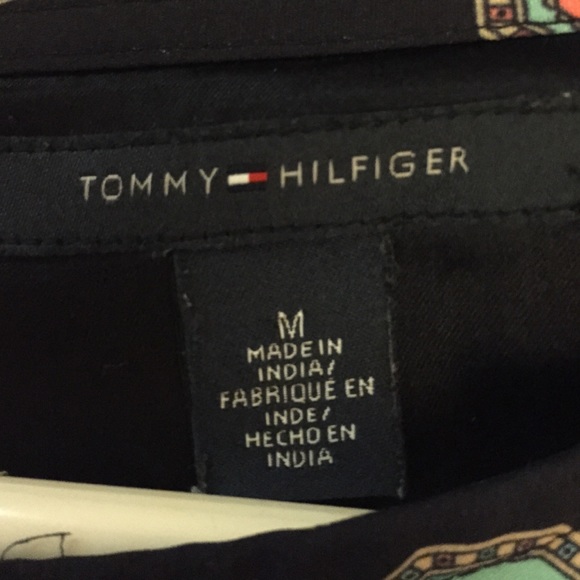 TOMMY HILFIGER
M
MADE IN
INDIA/
FABRIQUÉ EN
INDE/
HECHO EN
INDIA